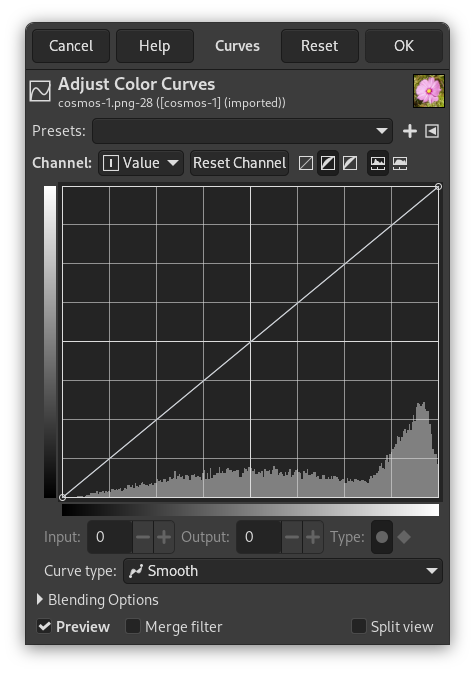 Cancel Help Curves Reset OK
Adjust Color Curves
cosmos-1.png-28 ([cosmos-1] (imported))
Presets:
Channel: Value Reset Channel
Input: 0 Output: 0 Type:
Curve type: Smooth
Blending Options
Preview Merge filter Split view